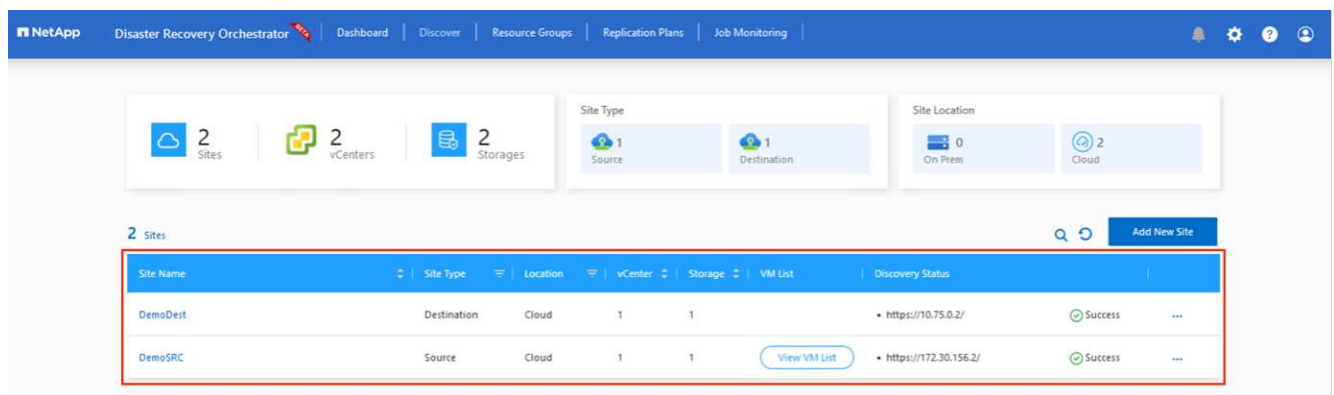 NetApp Disaster Recovery Orchestrator Dashboard Discover Resource Groups Replication Plans Job Monitoring
2 Sites
2 vCenters
2 Storages
Site Type
1 Source
1 Destination
Site Location
0 On Prem
2 Cloud
2 Sites
Add New Site
Site Name Site Type Location vCenter Storage VM List Discovery Status
DemoDest Destination Cloud 1 1 • https://10.75.0.2/ Success ...
DemoSRC Source Cloud 1 1 View VM List • https://172.30.156.2/ Success ...